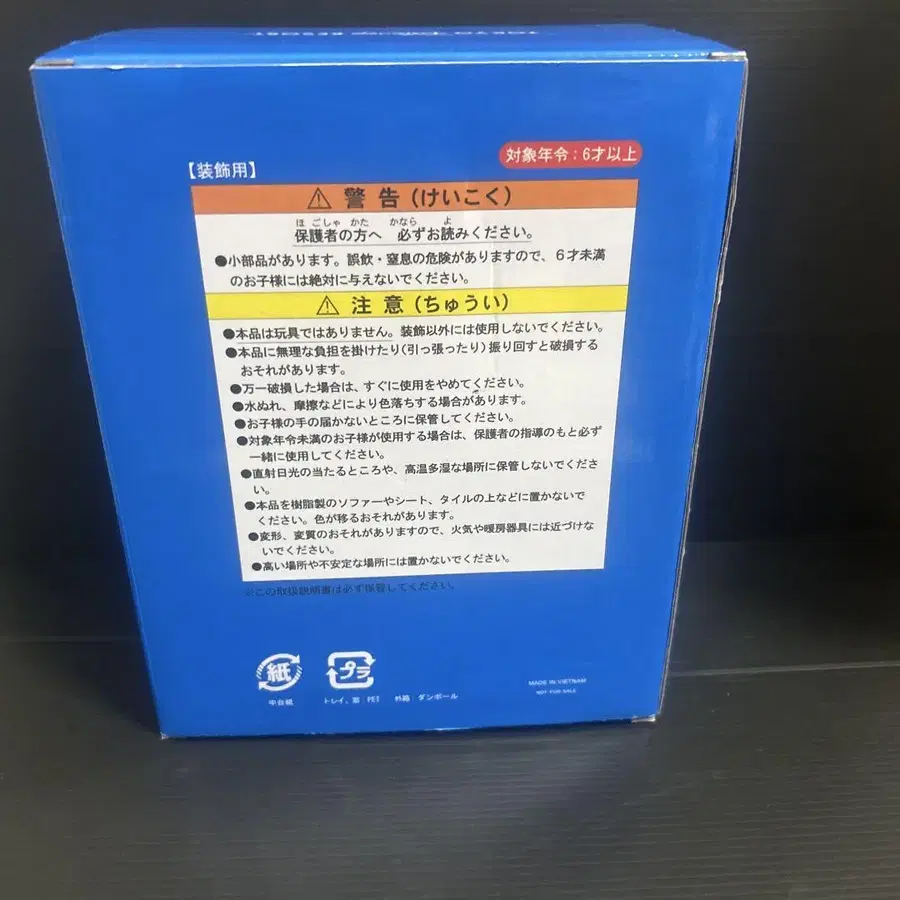 TOKYO Disney RESORT
対象年令：6才以上
【装飾用】
⚠ 警告（けいこく）
ほごしゃ かた かなら よ
保護者の方へ 必ずお読みください。
●小部品があります。誤飲・窒息の危険がありますので、６才未満
のお子様には絶対に与えないでください。
⚠ 注意（ちゅうい）
●本品は玩具ではありません。装飾以外には使用しないでください。
●本品に無理な負担を掛けたり（引っ張ったり）振り回すと破損する
おそれがあります。
●万一破損した場合は、すぐに使用をやめてください。
●水ぬれ、摩擦などにより色落ちする場合があります。
●お子様の手の届かないところに保管してください。
●対象年令未満のお子様が使用する場合は、保護者の指導のもと必ず
一緒に使用してください。
●直射日光の当たるところや、高温多湿な場所に保管しないでくださ
い。
●本品を樹脂製のソファーやシート、タイルの上などに置かないで
ください。色が移るおそれがあります。
●変形、変質のおそれがありますので、火気や暖房器具には近づけな
いでください。
●高い場所や不安定な場所には置かないでください。
※この取扱説明書は必ず保管してください。
紙 プラ
中台紙 トレイ、窓：PET 外箱：ダンボール
MADE IN VIETNAM
NOT FOR SALE